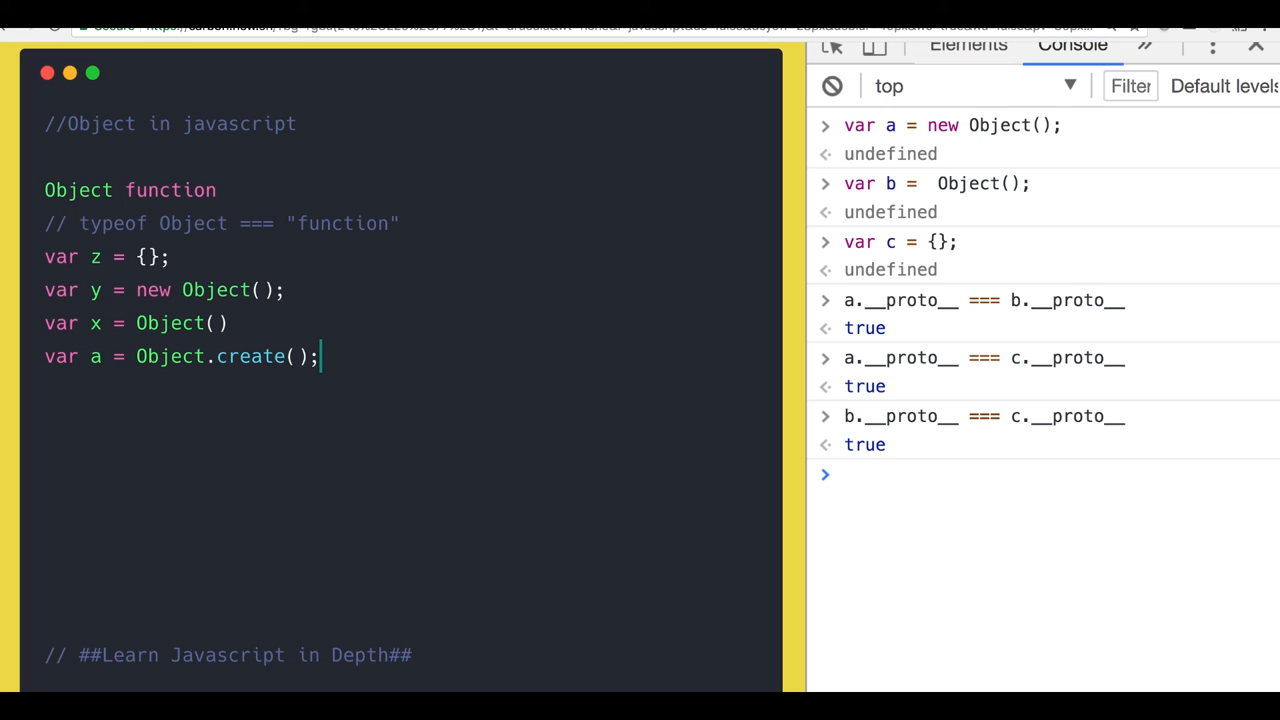 //Object in javascript
Object function
// typeof Object === "function"
var z = {};
var y = new Object();
var x = Object()
var a = Object.create();
// ##Learn Javascript in Depth##
Elements Console »
top Filter Default levels
var a = new Object();
undefined
var b =  Object();
undefined
var c = {};
undefined
a.__proto__ === b.__proto__
true
a.__proto__ === c.__proto__
true
b.__proto__ === c.__proto__
true